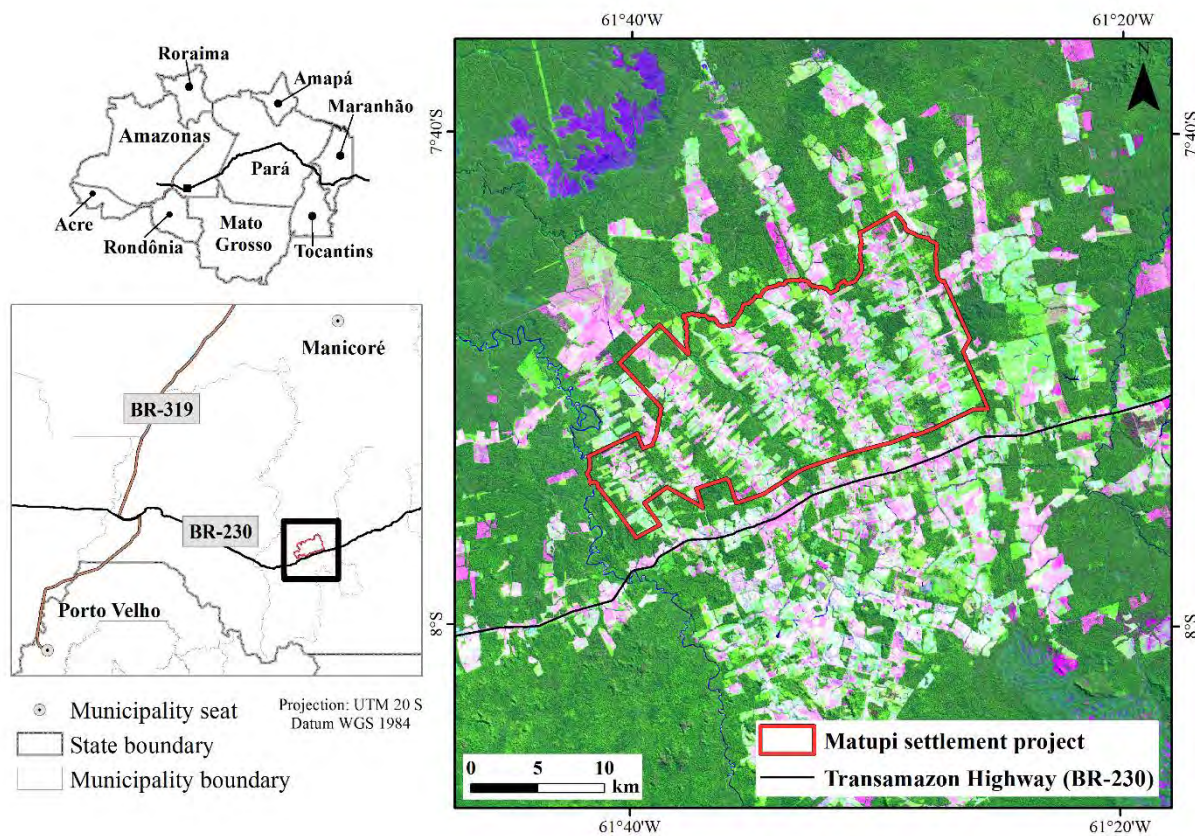 Roraima
Amapá
Maranhão
Amazonas
Pará
Acre
Rondônia
Mato
Grosso
Tocantins
Manicoré
BR-319
BR-230
Porto Velho
Municipality seat
State boundary
Municipality boundary
Projection: UTM 20 S
Datum WGS 1984
61°40'W
61°20'W
N
7°40'S
7°40'S
8°S
8°S
0 5 10
km
Matupi settlement project
Transamazon Highway (BR-230)
61°40'W
61°20'W